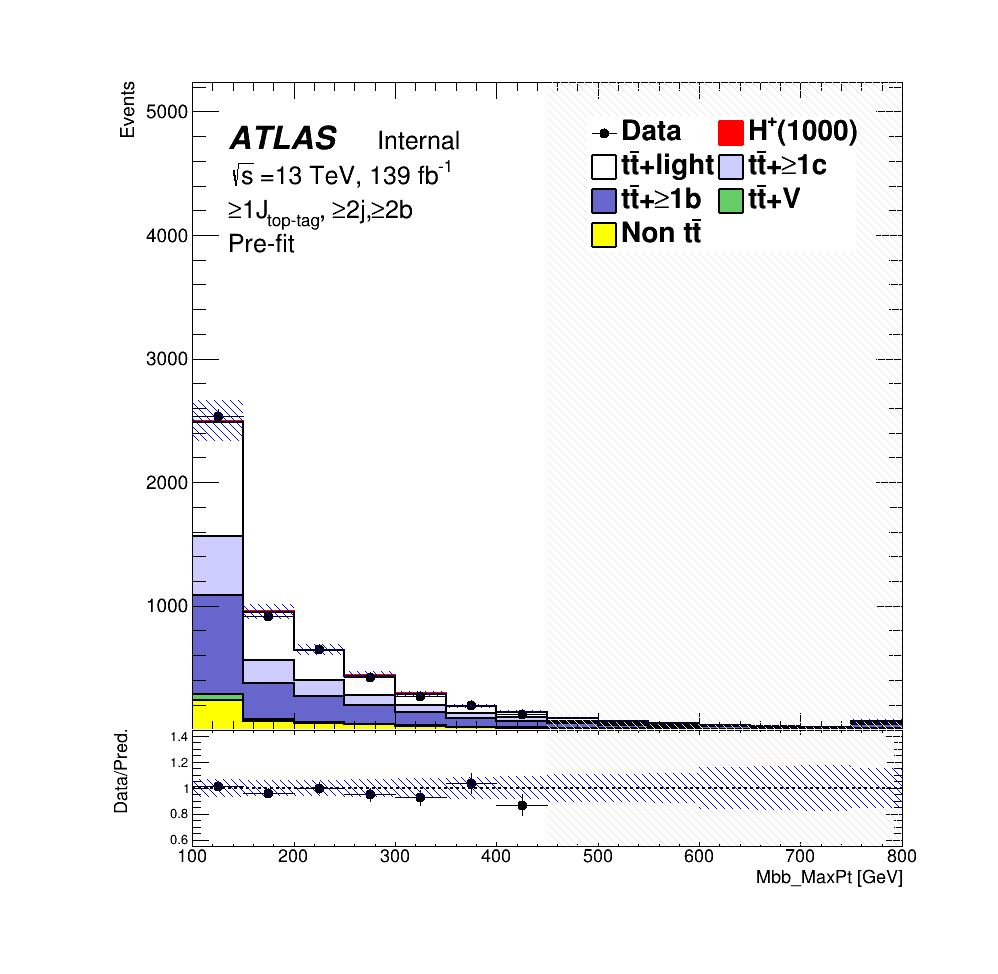 Events
5000
4000
3000
2000
1000
ATLAS Internal
√s =13 TeV, 139 fb⁻¹
≥1J_top-tag, ≥2j,≥2b
Pre-fit
Data
H⁺(1000)
tt̄+light
tt̄+≥1c
tt̄+≥1b
tt̄+V
Non tt̄
Data/Pred.
1.4
1.2
1
0.8
0.6
100 200 300 400 500 600 700 800
Mbb_MaxPt [GeV]